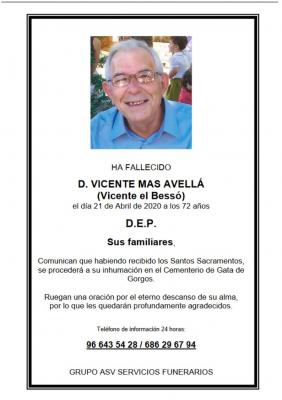 HA FALLECIDO
D. VICENTE MAS AVELLÁ
(Vicente el Bessó)
el día 21 de Abril de 2020 a los 72 años
D.E.P.
Sus familiares,
Comunican que habiendo recibido los Santos Sacramentos,
se procederá a su inhumación en el Cementerio de Gata de
Gorgos.
Ruegan una oración por el eterno descanso de su alma,
por lo que les quedarán profundamente agradecidos.
Teléfono de información 24 horas:
96 643 54 28 / 686 29 67 94
GRUPO ASV SERVICIOS FUNERARIOS